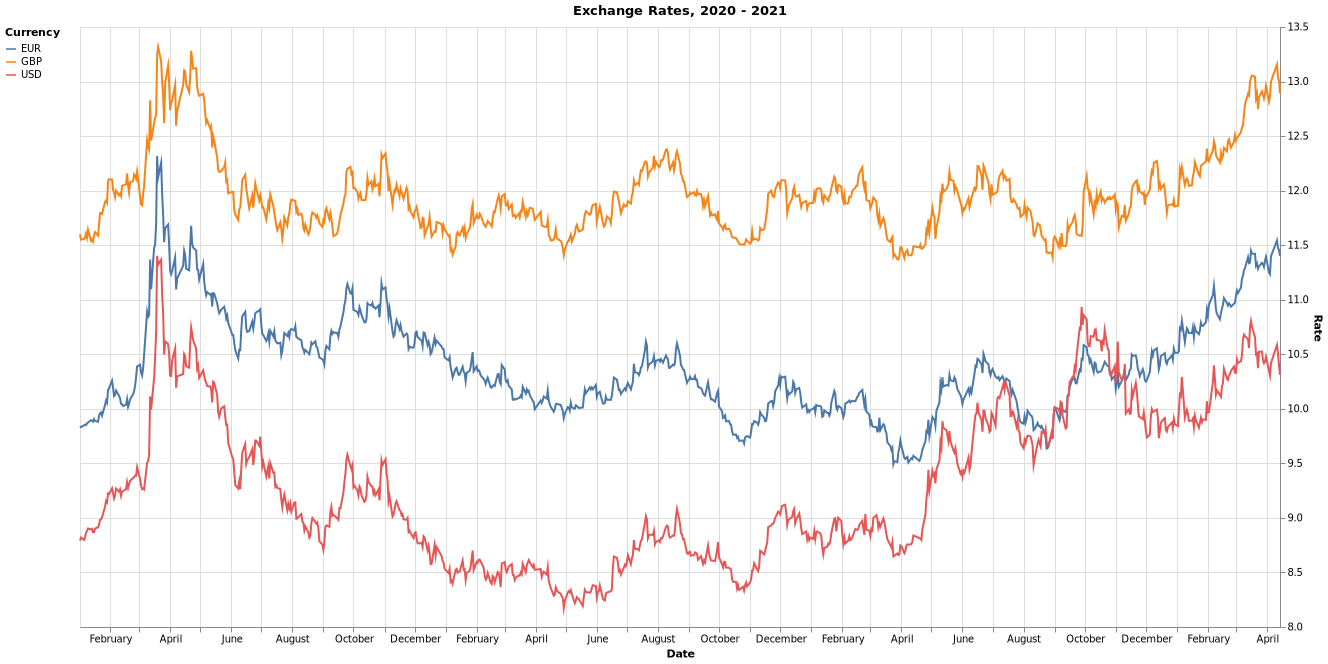 Exchange Rates, 2020 - 2021
Currency
EUR
GBP
USD
13.5
13.0
12.5
12.0
11.5
11.0
10.5
10.0
9.5
9.0
8.5
8.0
Rate
February April June August October December February April June August October December February April June August October December February April
Date